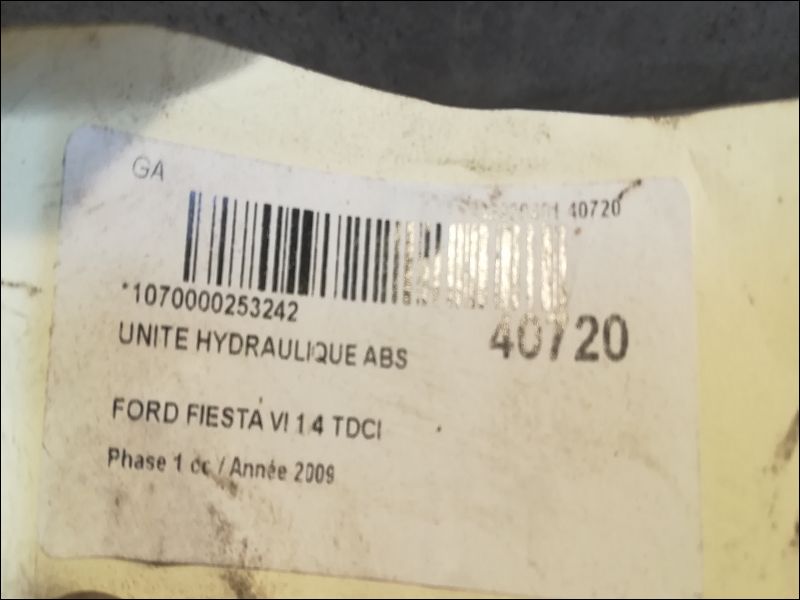 GA
40720
*1070000253242
40720
UNITE HYDRAULIQUE ABS
FORD FIESTA VI 1.4 TDCI
Phase 1 cc / Année 2009